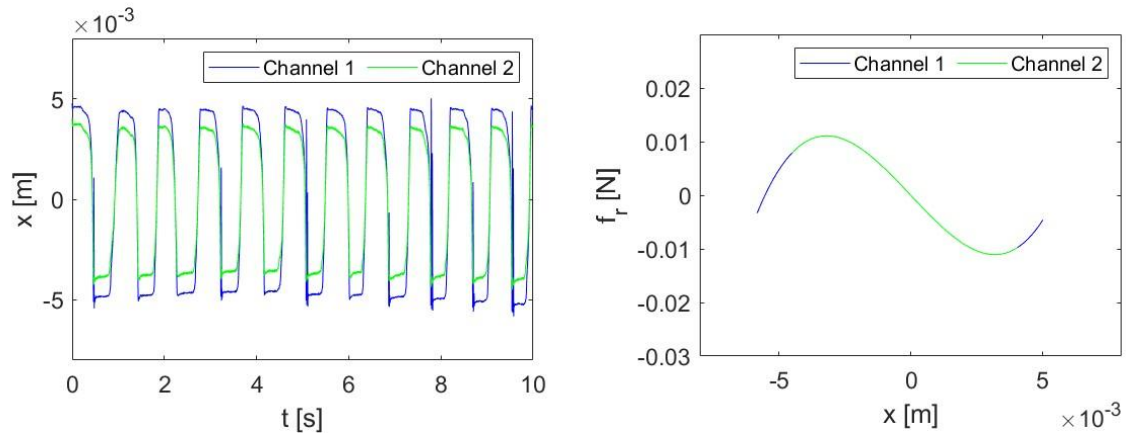 ×10⁻³
Channel 1 Channel 2
5
0
-5
x [m]
0 2 4 6 8 10
t [s]
Channel 1 Channel 2
0.02
0.01
0
-0.01
-0.02
-0.03
f_r [N]
-5 0 5
x [m]
×10⁻³